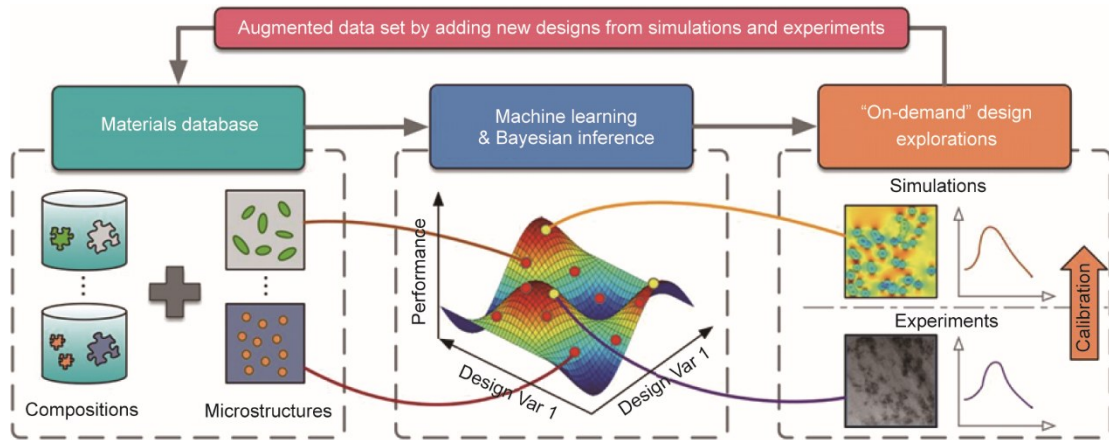 Augmented data set by adding new designs from simulations and experiments
Materials database
Machine learning
& Bayesian inference
“On-demand” design
explorations
Simulations
Performance
Calibration
Experiments
Design Var 1
Design Var 1
Compositions
Microstructures